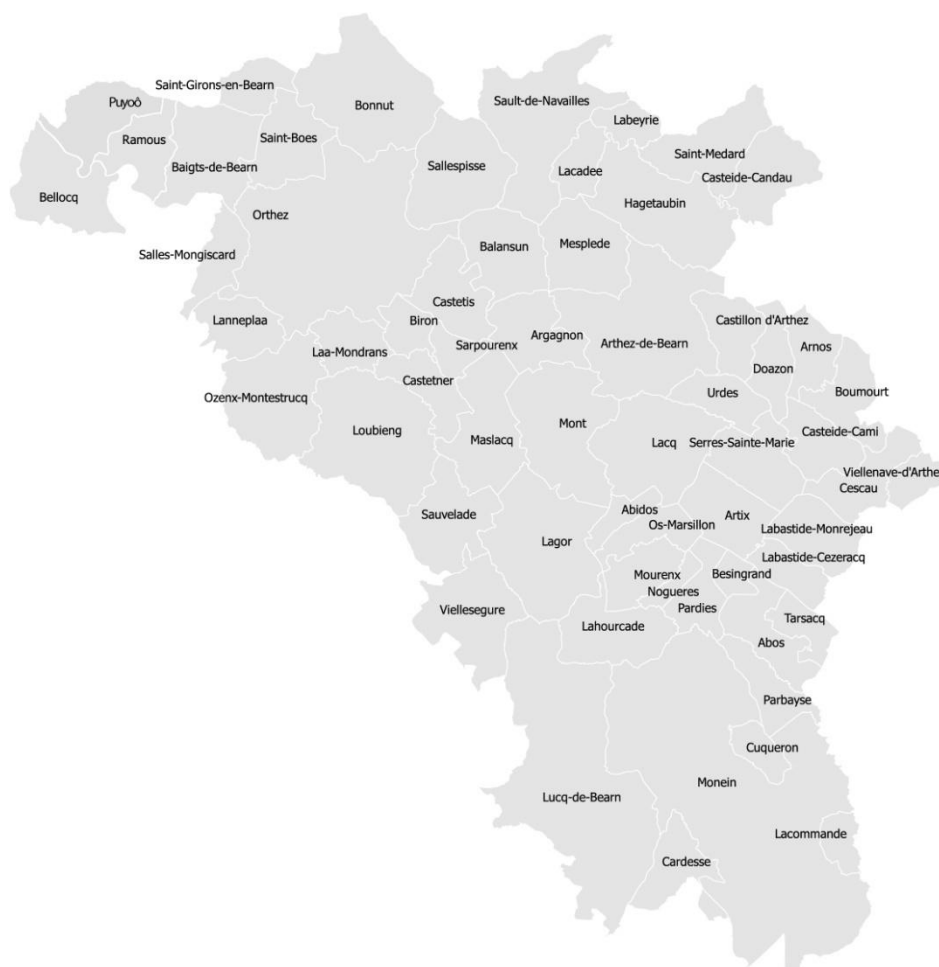 Saint-Girons-en-Bearn
Puyoô
Bonnut
Sault-de-Navailles
Labeyrie
Ramous
Saint-Boes
Saint-Medard
Baigts-de-Bearn
Sallespisse
Lacadee
Casteide-Candau
Bellocq
Hagetaubin
Orthez
Balansun
Mesplede
Salles-Mongiscard
Castetis
Lanneplaa
Biron
Castillon d'Arthez
Argagnon
Sarpourenx
Arthez-de-Bearn
Arnos
Laa-Mondrans
Doazon
Castetner
Urdes
Boumourt
Ozenx-Montestrucq
Mont
Loubieng
Casteide-Cami
Maslacq
Lacq
Serres-Sainte-Marie
Viellenave-d'Arthe
Cescau
Abidos
Sauvelade
Artix
Os-Marsillon
Labastide-Monrejeau
Lagor
Labastide-Cezeracq
Mourenx
Besingrand
Nogueres
Viellesegure
Pardies
Tarsacq
Lahourcade
Abos
Parbayse
Cuqueron
Monein
Lucq-de-Bearn
Lacommande
Cardesse